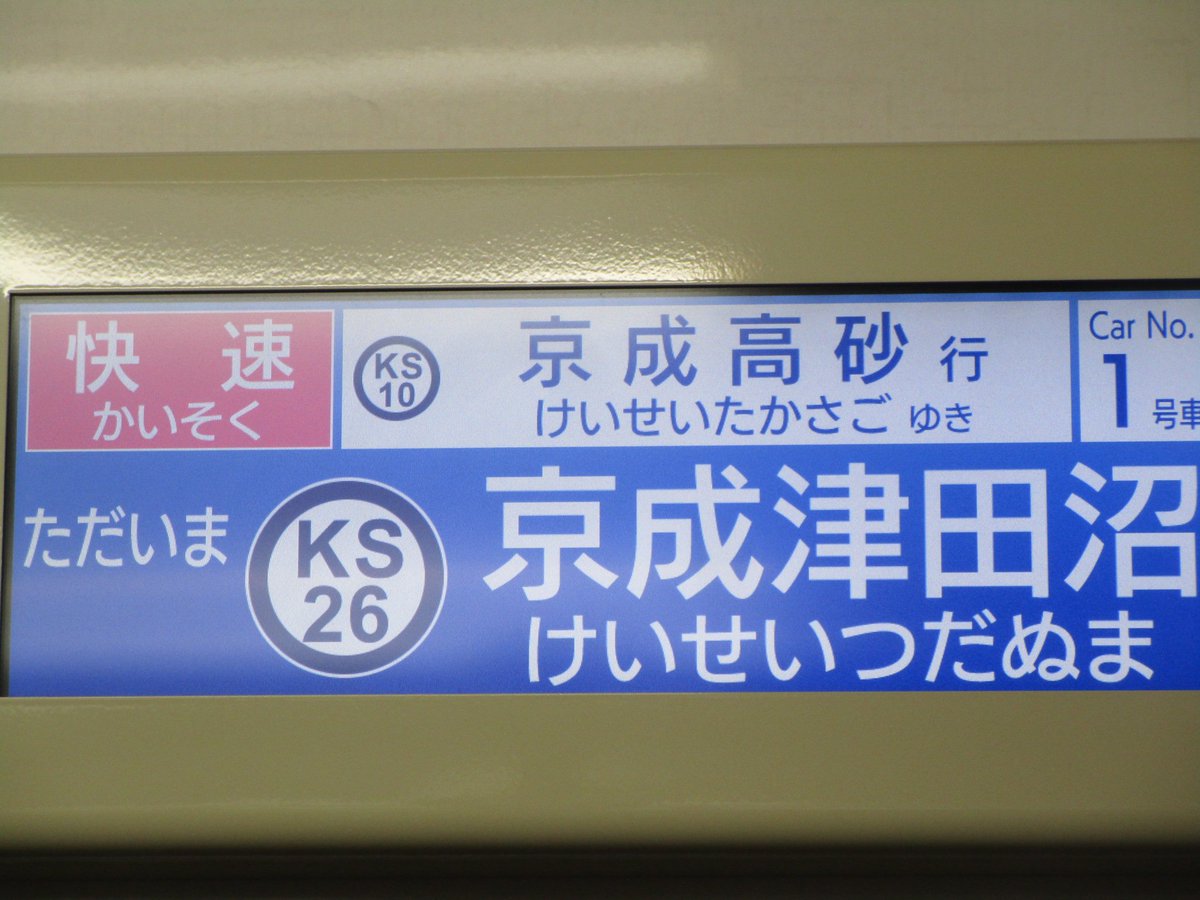 快速
かいそく
KS
10
京成高砂 行
けいせいたかさご ゆき
Car No.
1 号車
ただいま
KS
26
京成津田沼
けいせいつだぬま